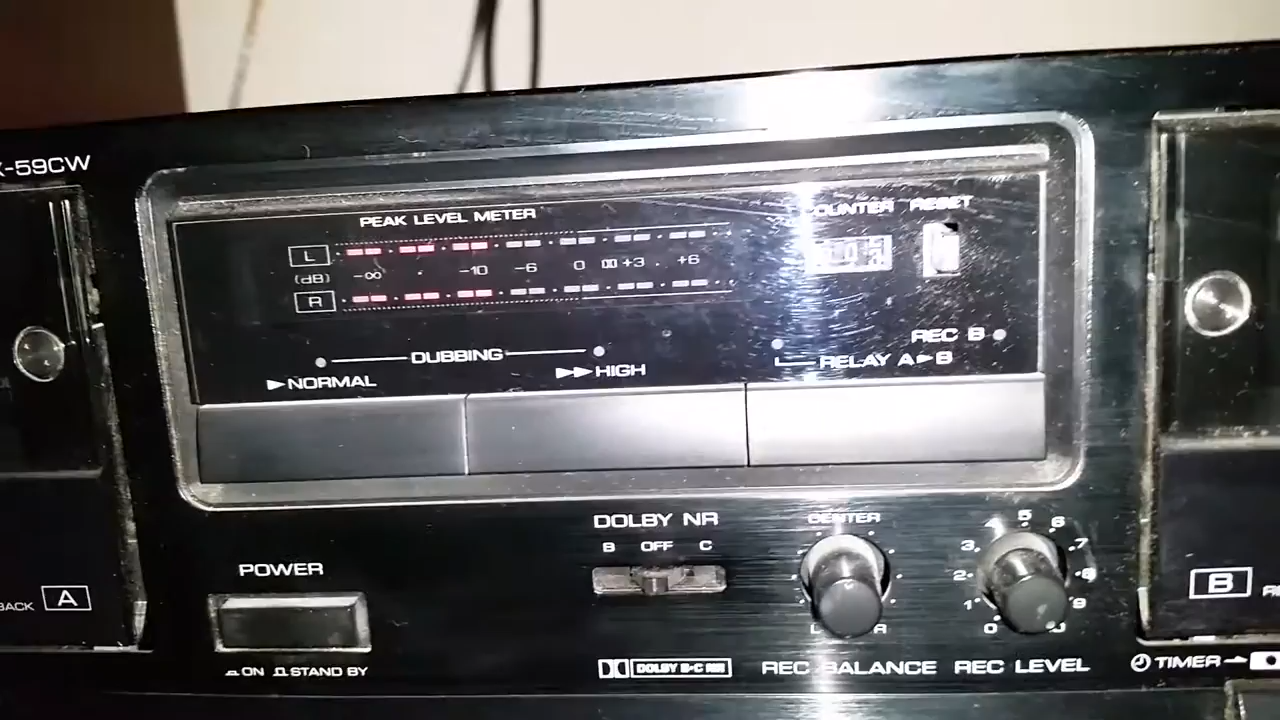 X-59CW
PEAK LEVEL METER
COUNTER RESET
L
(dB) -∞ · -10 -6 0 +3 · +6
R
REC B
DUBBING
RELAY A►B
►NORMAL
►►HIGH
DOLBY NR
CENTER
B OFF C
5
4 6
3 7
2 8
1 9
0
POWER
BACK A
B
L R
ON STAND BY
DOLBY B-C NR
REC BALANCE
REC LEVEL
TIMER